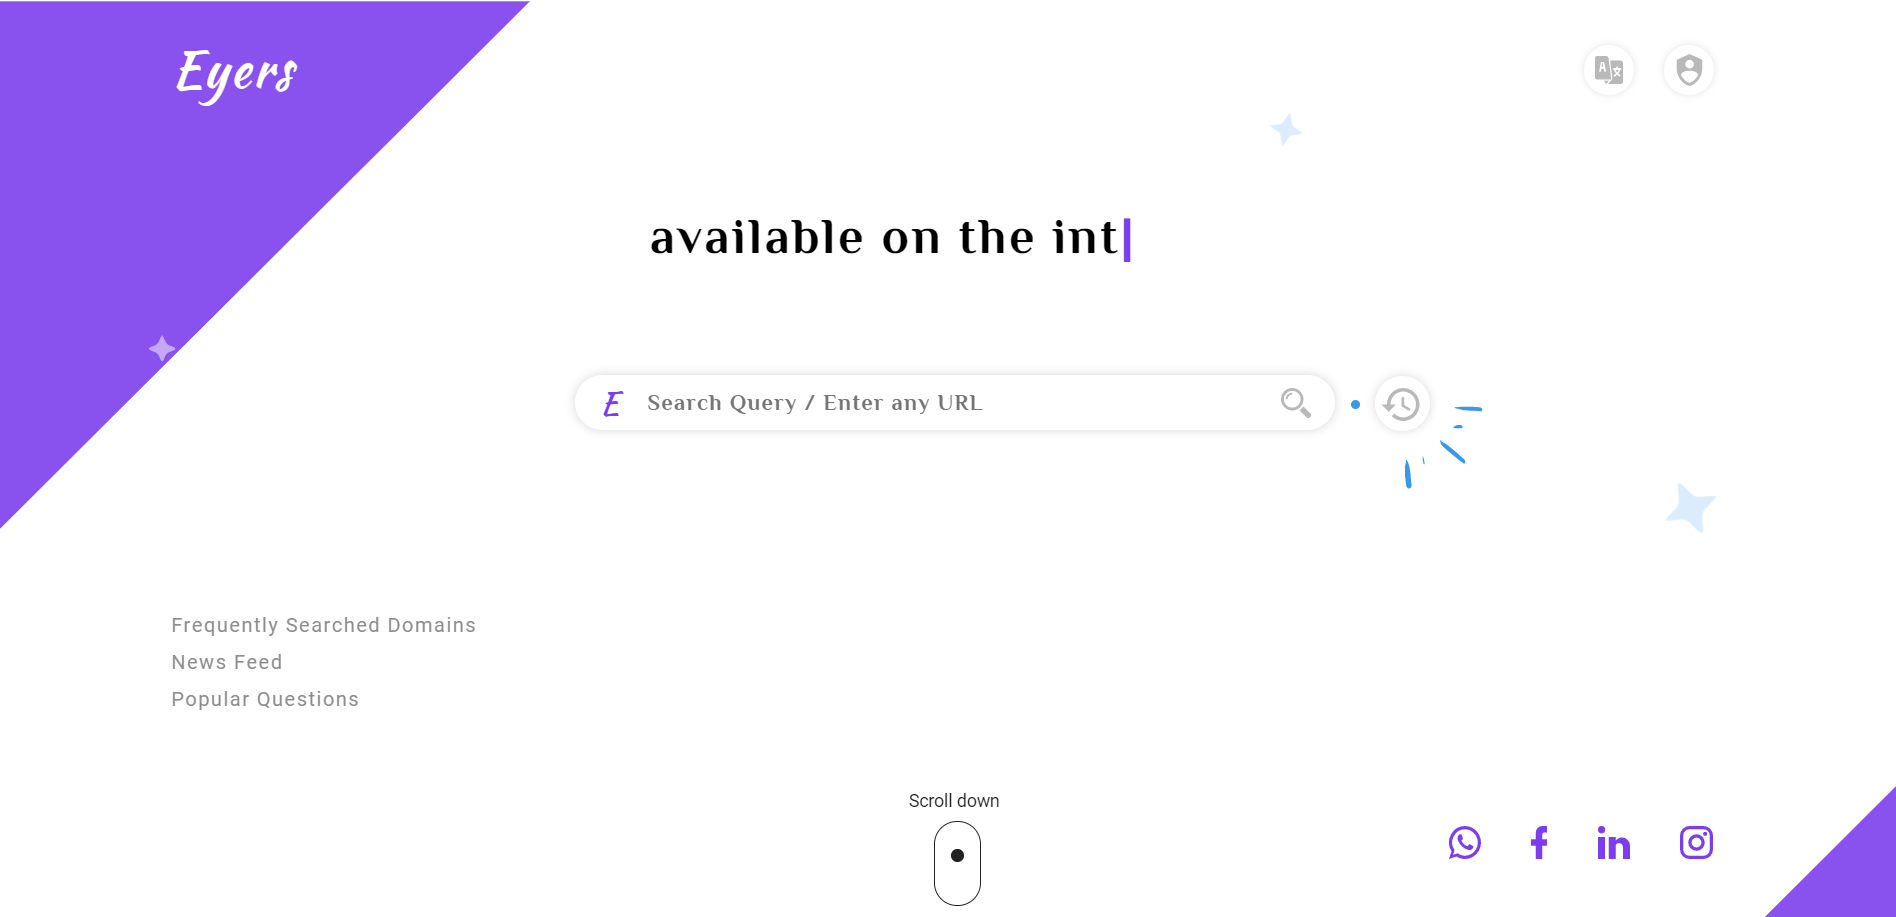 Eyers
available on the int
E Search Query / Enter any URL
Frequently Searched Domains
News Feed
Popular Questions
Scroll down